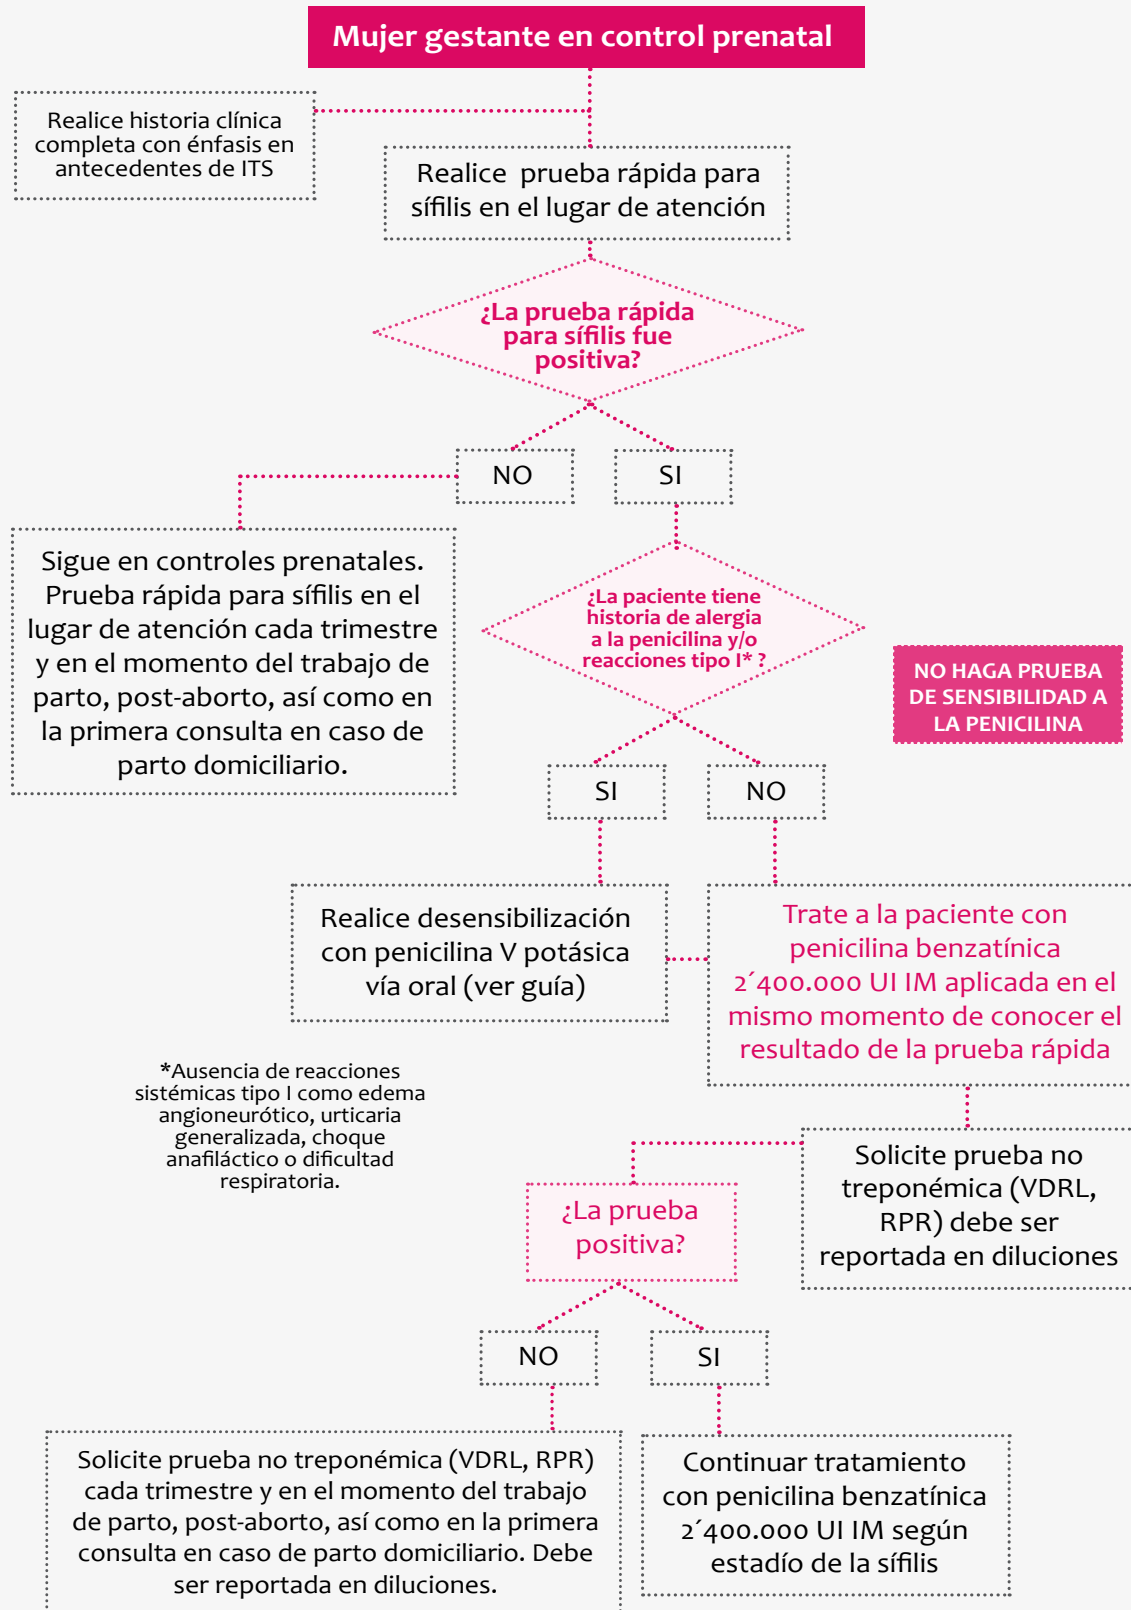 Mujer gestante en control prenatal
Realice historia clínica
completa con énfasis en
antecedentes de ITS
Realice prueba rápida para
sífilis en el lugar de atención
¿La prueba rápida
para sífilis fue
positiva?
NO
SI
Sigue en controles prenatales.
Prueba rápida para sífilis en el
lugar de atención cada trimestre
y en el momento del trabajo de
parto, post-aborto, así como en
la primera consulta en caso de
parto domiciliario.
¿La paciente tiene
historia de alergia
a la penicilina y/o
reacciones tipo I* ?
NO HAGA PRUEBA
DE SENSIBILIDAD A
LA PENICILINA
SI
NO
Realice desensibilización
con penicilina V potásica
vía oral (ver guía)
Trate a la paciente con
penicilina benzatínica
2´400.000 UI IM aplicada en el
mismo momento de conocer el
resultado de la prueba rápida
*Ausencia de reacciones
sistémicas tipo I como edema
angioneurótico, urticaria
generalizada, choque
anafiláctico o dificultad
respiratoria.
Solicite prueba no
treponémica (VDRL,
RPR) debe ser
reportada en diluciones
¿La prueba
positiva?
NO
SI
Solicite prueba no treponémica (VDRL, RPR)
cada trimestre y en el momento del trabajo
de parto, post-aborto, así como en la primera
consulta en caso de parto domiciliario. Debe
ser reportada en diluciones.
Continuar tratamiento
con penicilina benzatínica
2´400.000 UI IM según
estadío de la sífilis